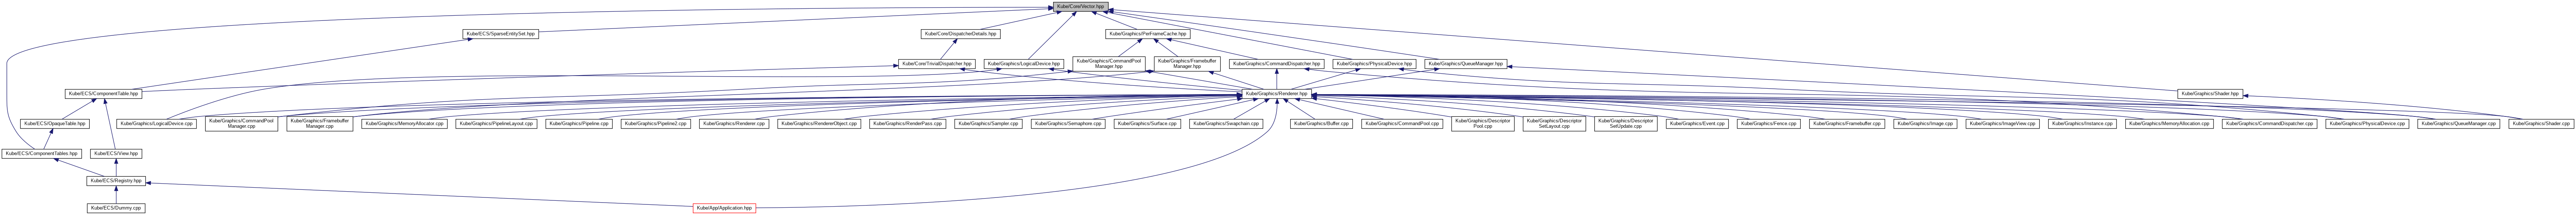 Kube/Core/Vector.hpp
Kube/ECS/SparseEntitySet.hpp
Kube/Core/DispatcherDetails.hpp
Kube/Graphics/PerFrameCache.hpp
Kube/Core/TrivialDispatcher.hpp
Kube/Graphics/LogicalDevice.hpp
Kube/Graphics/CommandPool
Manager.hpp
Kube/Graphics/Framebuffer
Manager.hpp
Kube/Graphics/CommandDispatcher.hpp
Kube/Graphics/PhysicalDevice.hpp
Kube/Graphics/QueueManager.hpp
Kube/ECS/ComponentTable.hpp
Kube/Graphics/Renderer.hpp
Kube/Graphics/Shader.hpp
Kube/ECS/OpaqueTable.hpp
Kube/Graphics/LogicalDevice.cpp
Kube/Graphics/CommandPool
Manager.cpp
Kube/Graphics/Framebuffer
Manager.cpp
Kube/Graphics/MemoryAllocator.cpp
Kube/Graphics/PipelineLayout.cpp
Kube/Graphics/Pipeline.cpp
Kube/Graphics/Pipeline2.cpp
Kube/Graphics/Renderer.cpp
Kube/Graphics/RendererObject.cpp
Kube/Graphics/RenderPass.cpp
Kube/Graphics/Sampler.cpp
Kube/Graphics/Semaphore.cpp
Kube/Graphics/Surface.cpp
Kube/Graphics/Swapchain.cpp
Kube/Graphics/Buffer.cpp
Kube/Graphics/CommandPool.cpp
Kube/Graphics/Descriptor
Pool.cpp
Kube/Graphics/Descriptor
SetLayout.cpp
Kube/Graphics/Descriptor
SetUpdate.cpp
Kube/Graphics/Event.cpp
Kube/Graphics/Fence.cpp
Kube/Graphics/Framebuffer.cpp
Kube/Graphics/Image.cpp
Kube/Graphics/ImageView.cpp
Kube/Graphics/Instance.cpp
Kube/Graphics/MemoryAllocation.cpp
Kube/Graphics/CommandDispatcher.cpp
Kube/Graphics/PhysicalDevice.cpp
Kube/Graphics/QueueManager.cpp
Kube/Graphics/Shader.cpp
Kube/ECS/ComponentTables.hpp
Kube/ECS/View.hpp
Kube/ECS/Registry.hpp
Kube/ECS/Dummy.cpp
Kube/App/Application.hpp